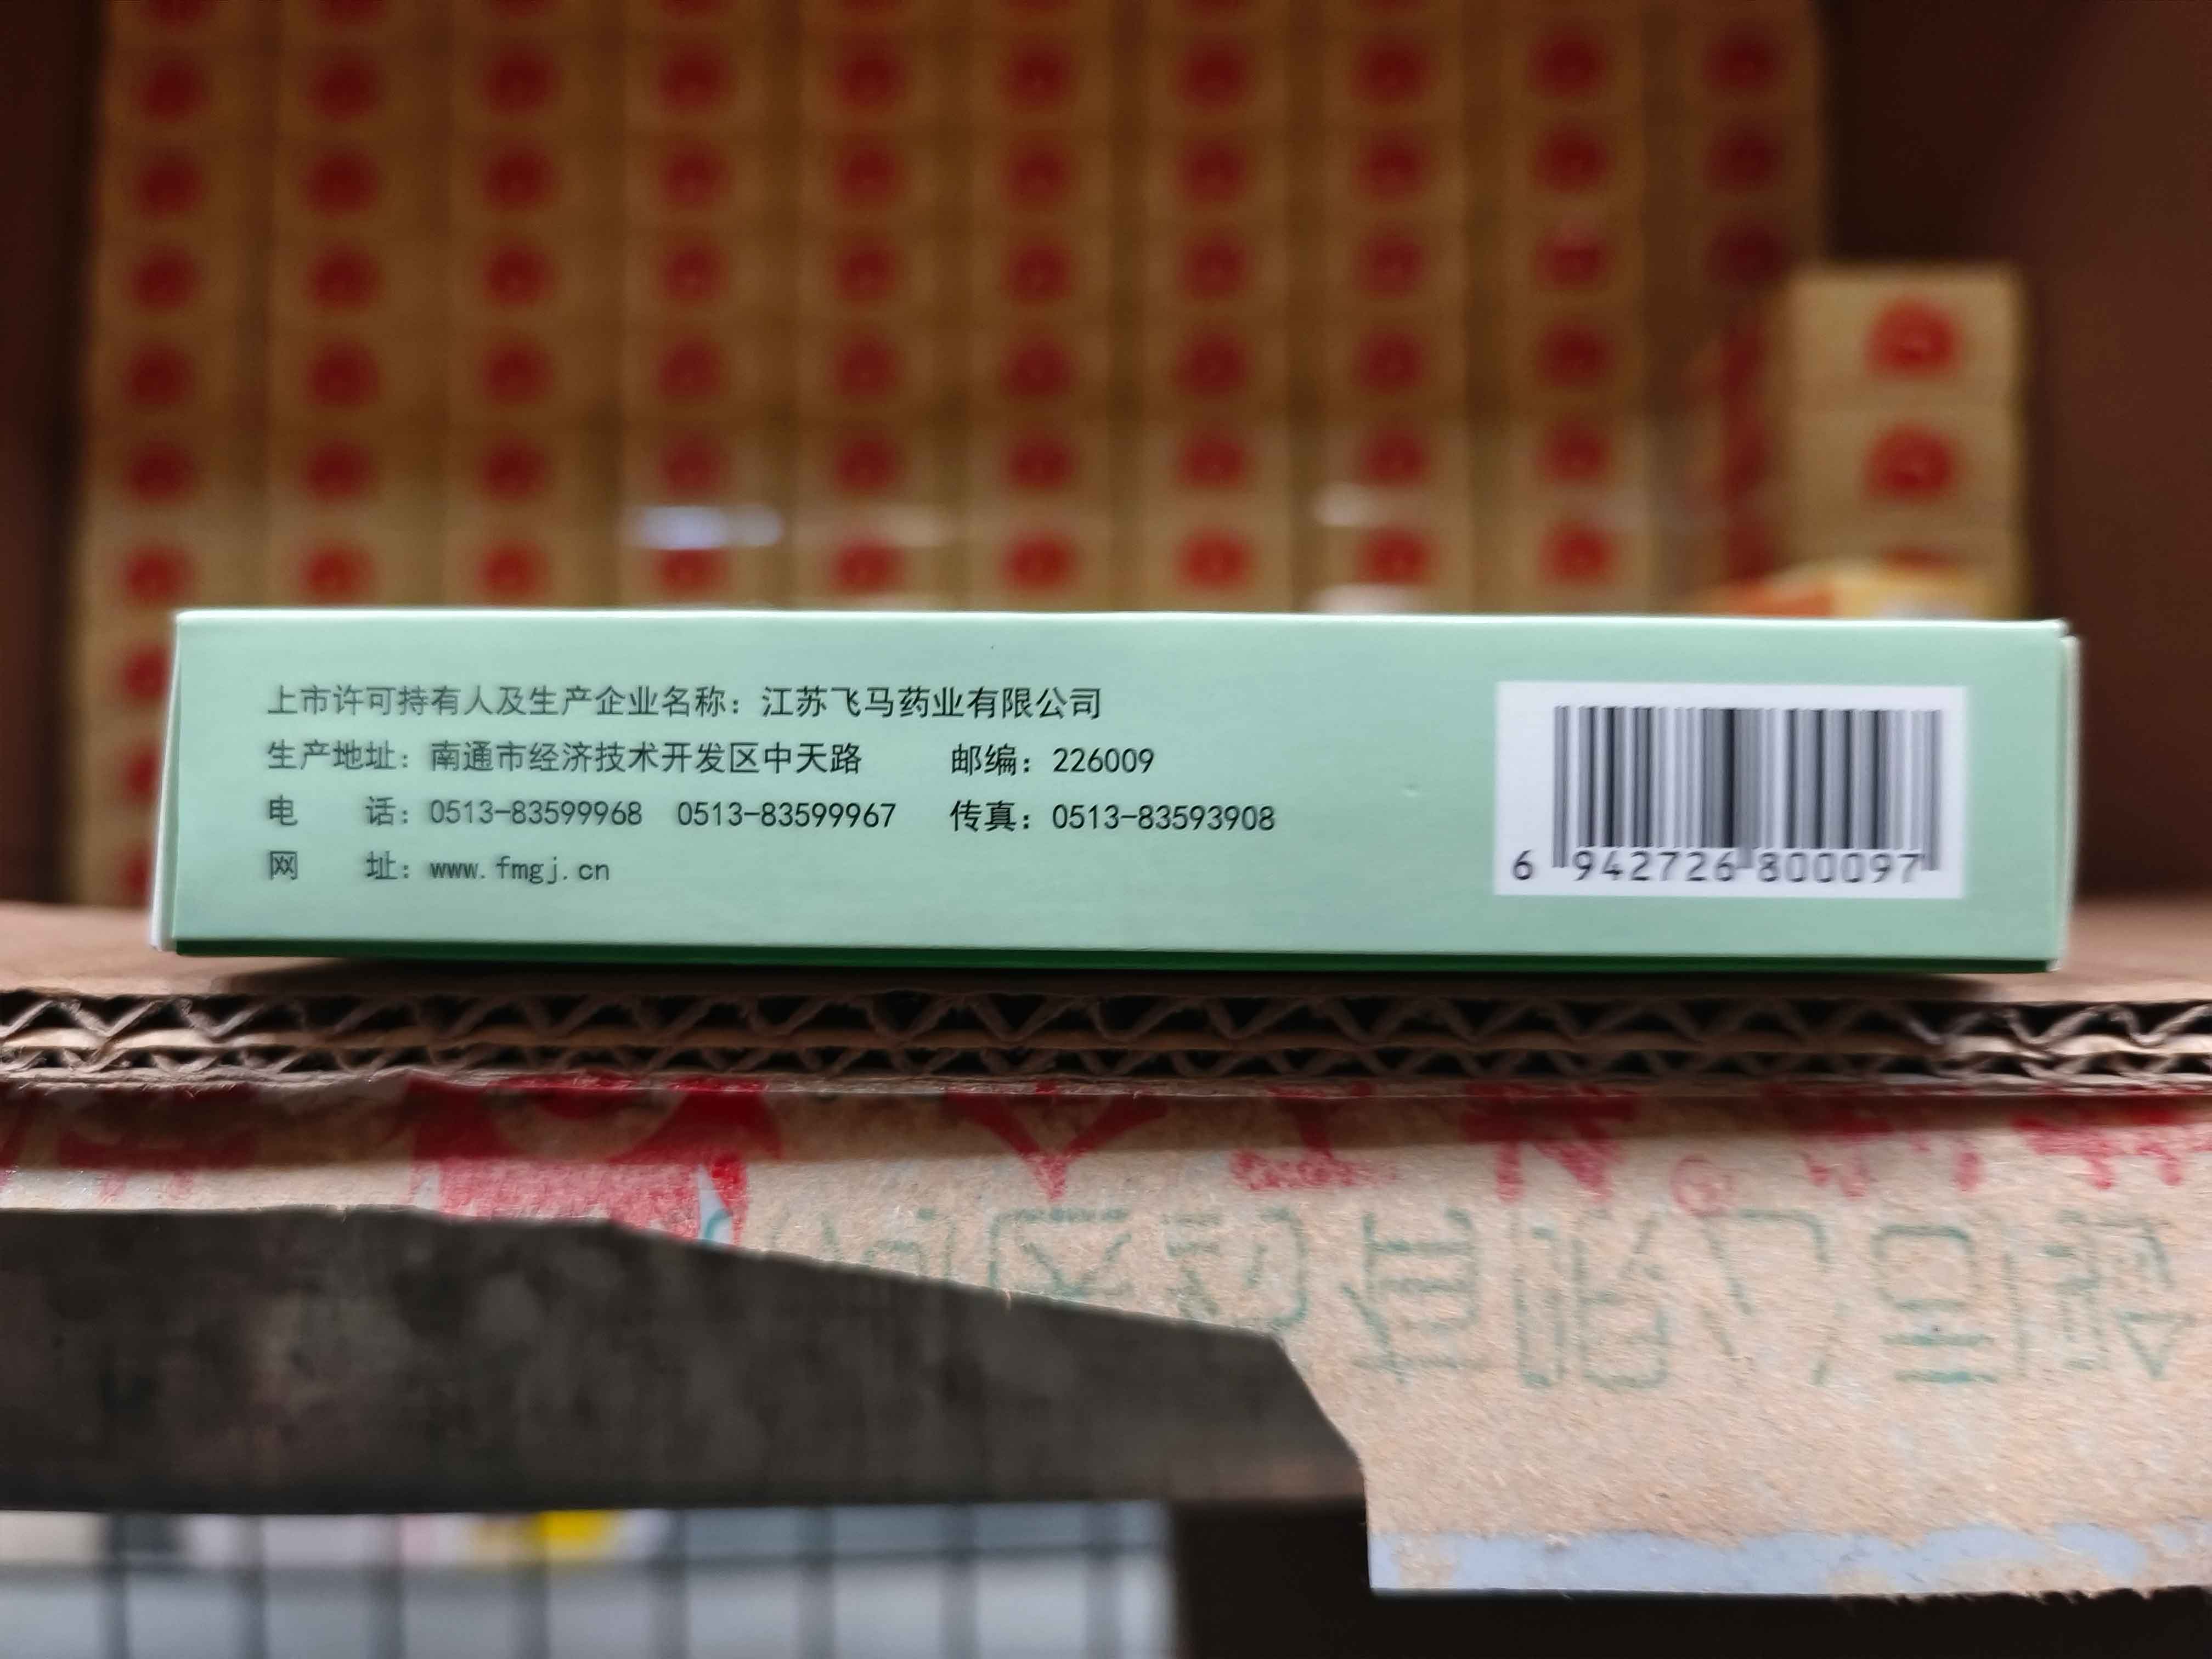 上市许可持有人及生产企业名称：江苏飞马药业有限公司
生产地址：南通市经济技术开发区中天路 邮编：226009
电 话：0513-83599968 0513-83599967 传真：0513-83593908
网 址：www.fmgj.cn
6 942726 800097